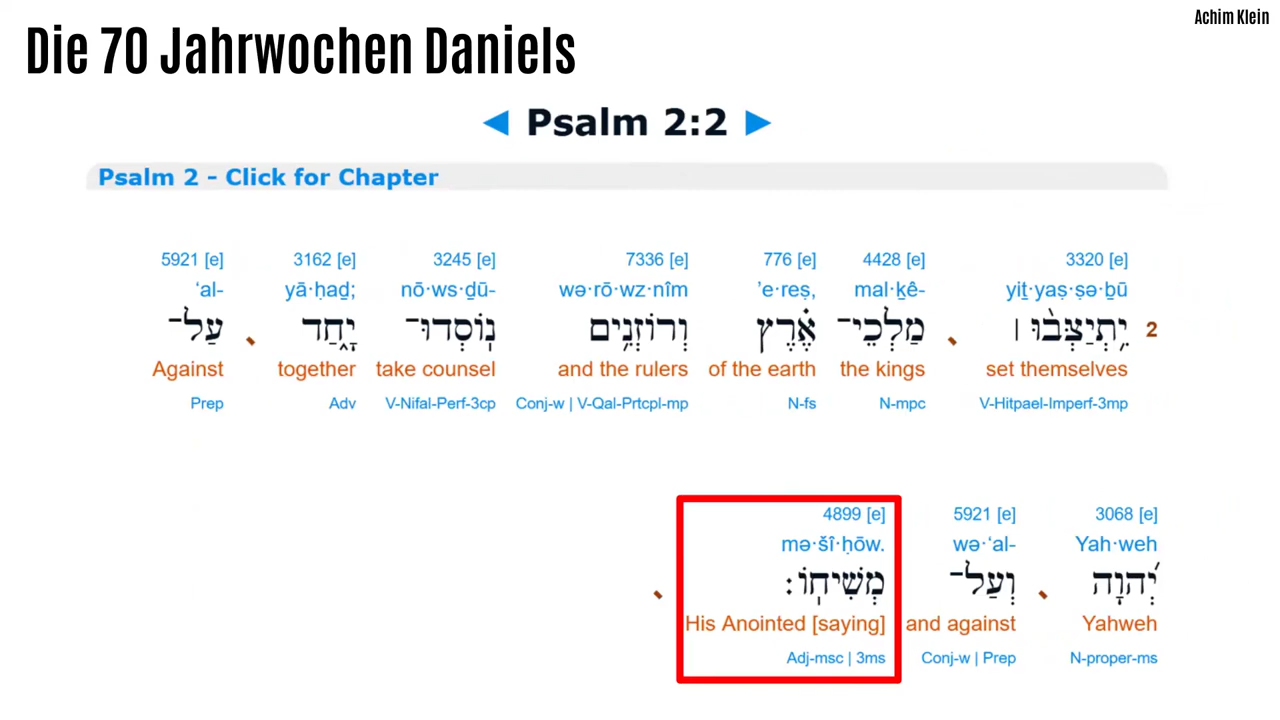 Achim Klein
Die 70 Jahrwochen Daniels
◄ Psalm 2:2 ►
Psalm 2 - Click for Chapter
5921 [e] 3162 [e] 3245 [e] 7336 [e] 776 [e] 4428 [e] 3320 [e]
‘al- yā·ḥaḏ; nō·ws·ḏū- wə·rō·wz·nîm ’e·reṣ, mal·ḵê- yiṯ·yaṣ·ṣə·ḇū
2 יִ֥תְיַצְּב֨וּ ׀ מַלְכֵי־ אֶ֗רֶץ וְרוֹזְנִ֥ים נֽוֹסְדוּ־ יָ֑חַד עַל־
Against together take counsel and the rulers of the earth the kings set themselves
Prep Adv V-Nifal-Perf-3cp Conj-w | V-Qal-Prtcpl-mp N-fs N-mpc V-Hitpael-Imperf-3mp
4899 [e] 5921 [e] 3068 [e]
mə·šî·ḥōw. wə·‘al- Yah·weh
יְ֝הוָה וְעַל־ מְשִׁיחֽוֹ׃
His Anointed [saying] and against Yahweh
Adj-msc | 3ms Conj-w | Prep N-proper-ms